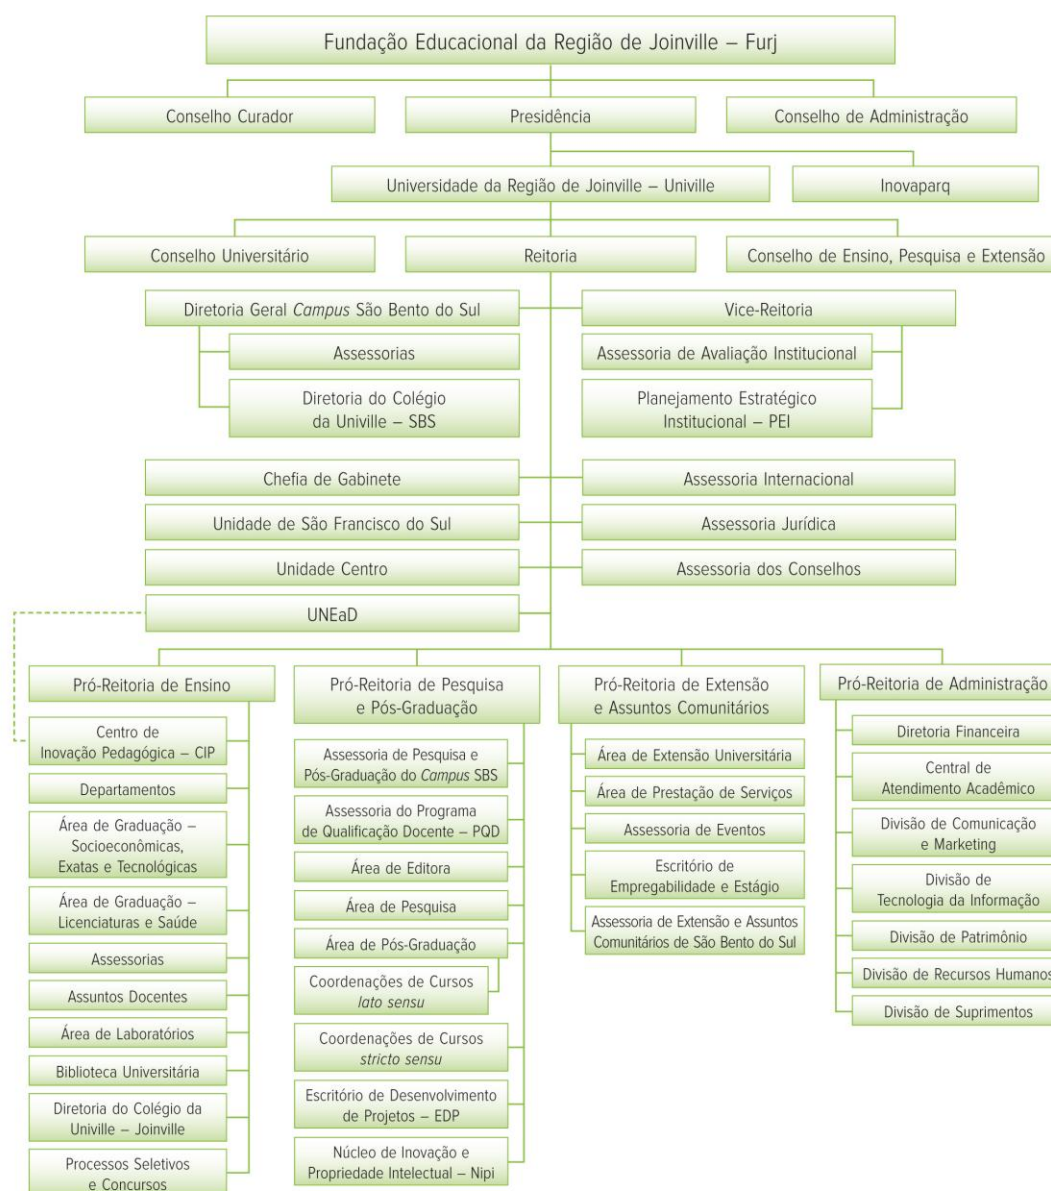 Fundação Educacional da Região de Joinville – Furj
Conselho Curador
Presidência
Conselho de Administração
Universidade da Região de Joinville – Univille
Inovaparq
Conselho Universitário
Reitoria
Conselho de Ensino, Pesquisa e Extensão
Diretoria Geral Campus São Bento do Sul
Assessorias
Diretoria do Colégio
da Univille – SBS
Vice-Reitoria
Assessoria de Avaliação Institucional
Planejamento Estratégico
Institucional – PEI
Chefia de Gabinete
Assessoria Internacional
Unidade de São Francisco do Sul
Assessoria Jurídica
Unidade Centro
Assessoria dos Conselhos
UNEaD
Pró-Reitoria de Ensino
Centro de
Inovação Pedagógica – CIP
Departamentos
Área de Graduação –
Socioeconômicas,
Exatas e Tecnológicas
Área de Graduação –
Licenciaturas e Saúde
Assessorias
Assuntos Docentes
Área de Laboratórios
Biblioteca Universitária
Diretoria do Colégio da
Univille – Joinville
Processos Seletivos
e Concursos
Pró-Reitoria de Pesquisa
e Pós-Graduação
Assessoria de Pesquisa e
Pós-Graduação do Campus SBS
Assessoria do Programa
de Qualificação Docente – PQD
Área de Editora
Área de Pesquisa
Área de Pós-Graduação
Coordenações de Cursos
lato sensu
Coordenações de Cursos
stricto sensu
Escritório de Desenvolvimento
de Projetos – EDP
Núcleo de Inovação e
Propriedade Intelectual – Nipi
Pró-Reitoria de Extensão
e Assuntos Comunitários
Área de Extensão Universitária
Área de Prestação de Serviços
Assessoria de Eventos
Escritório de
Empregabilidade e Estágio
Assessoria de Extensão e Assuntos
Comunitários de São Bento do Sul
Pró-Reitoria de Administração
Diretoria Financeira
Central de
Atendimento Acadêmico
Divisão de Comunicação
e Marketing
Divisão de
Tecnologia da Informação
Divisão de Patrimônio
Divisão de Recursos Humanos
Divisão de Suprimentos